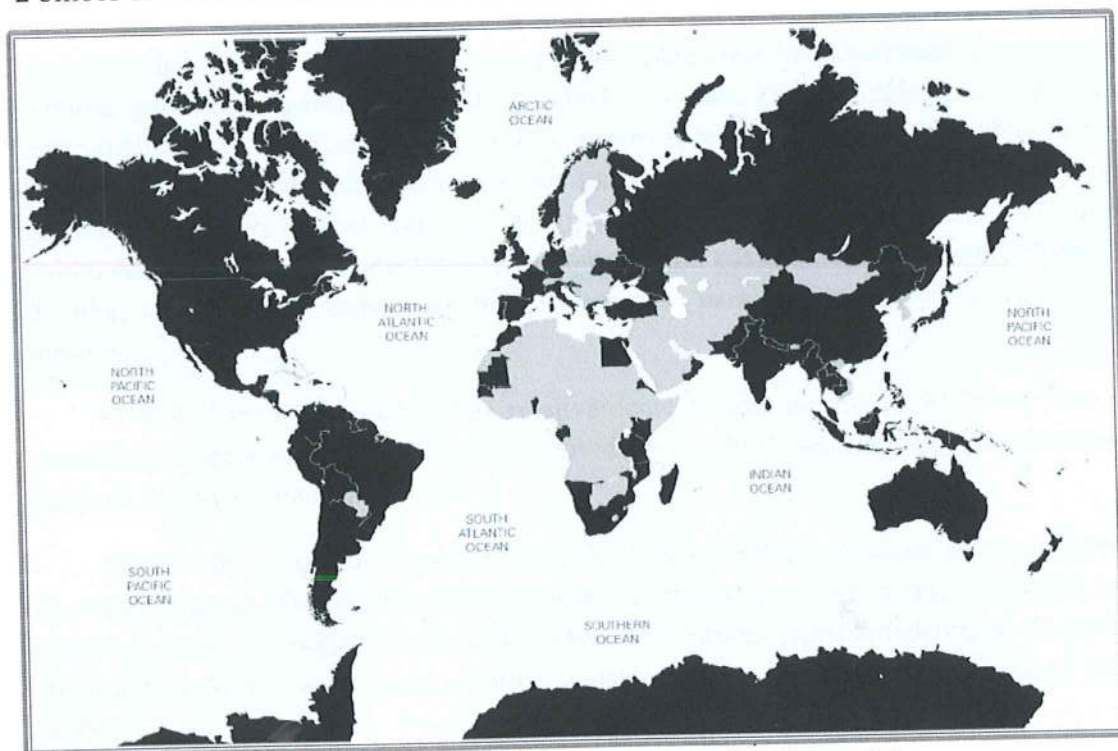 ARCTIC
OCEAN
NORTH
ATLANTIC
OCEAN
NORTH
PACIFIC
OCEAN
NORTH
PACIFIC
OCEAN
INDIAN
OCEAN
SOUTH
ATLANTIC
OCEAN
SOUTH
PACIFIC
OCEAN
SOUTHERN
OCEAN